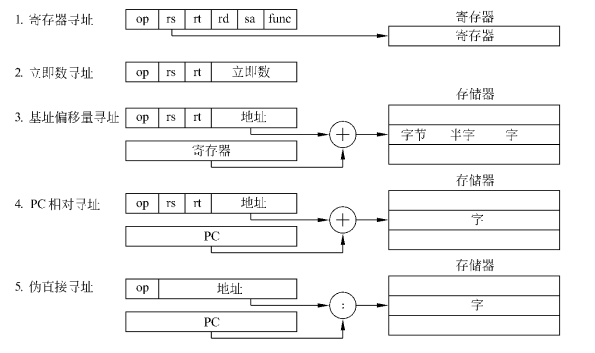 1. 寄存器寻址 op rs rt rd sa func 寄存器
寄存器
2. 立即数寻址 op rs rt 立即数
存储器
3. 基址偏移量寻址 op rs rt 地址
字节 半字 字
寄存器
存储器
4. PC相对寻址 op rs rt 地址
字
PC
存储器
5. 伪直接寻址 op 地址
字
PC